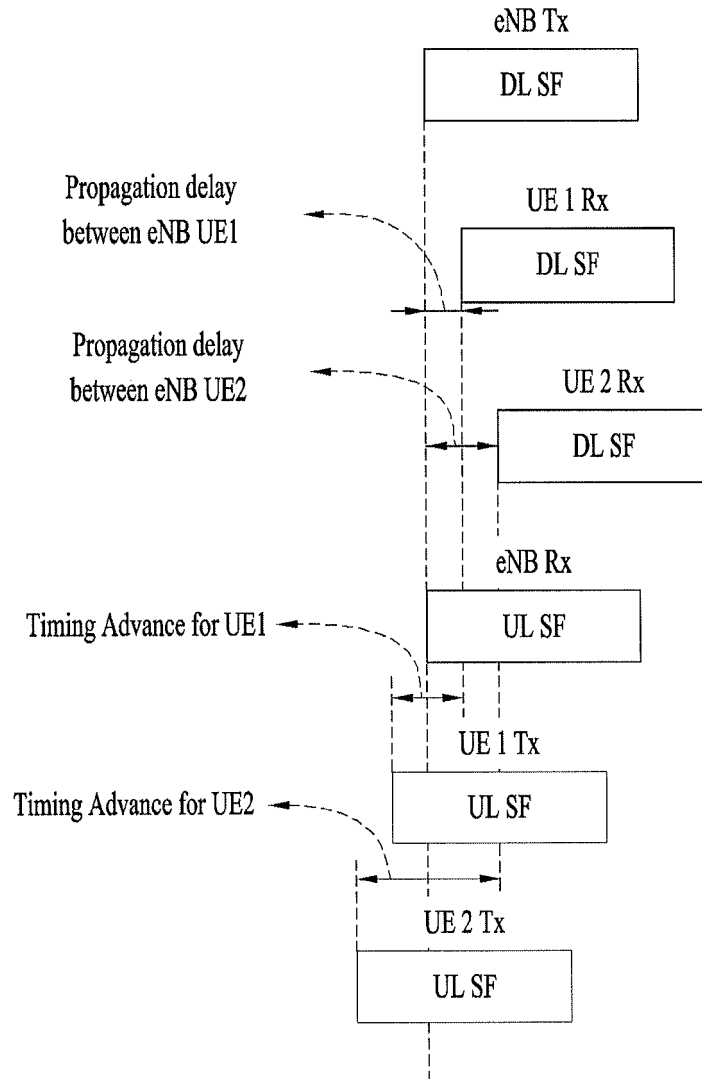 eNB Tx
DL SF
Propagation delay
between eNB UE1
UE 1 Rx
DL SF
Propagation delay
between eNB UE2
UE 2 Rx
DL SF
eNB Rx
Timing Advance for UE1
UL SF
UE 1 Tx
Timing Advance for UE2
UL SF
UE 2 Tx
UL SF